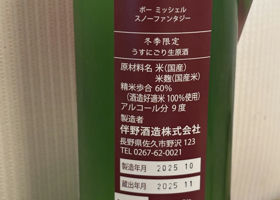 ボー ミッシェル
スノーファンタジー
冬季限定
うすにごり生原酒
原材料名 米(国産)
米麹(国産米)
精米歩合 60%
(酒造好適米100%使用)
アルコール分 9度
製造者
伴野酒造株式会社
長野県佐久市野沢 123
TEL 0267-62-0021
製造年月 2025 10
蔵出年月 2025 11